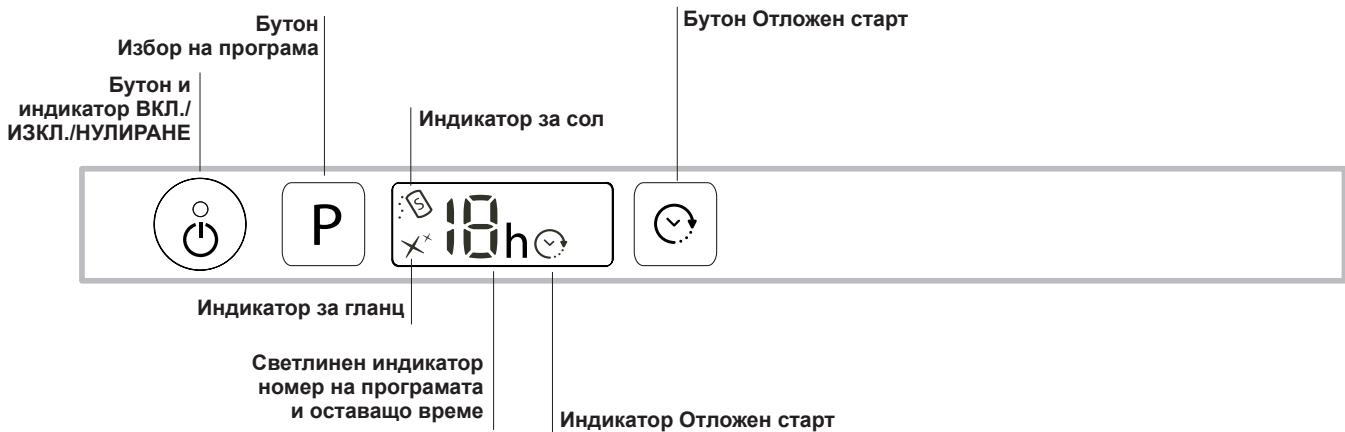 Бутон
Избор на програма
Бутон Отложен старт
Бутон и
индикатор ВКЛ./
ИЗКЛ./НУЛИРАНЕ
Индикатор за сол
P
S
18h
Индикатор за гланц
Светлинен индикатор
номер на програмата
и оставащо време
Индикатор Отложен старт